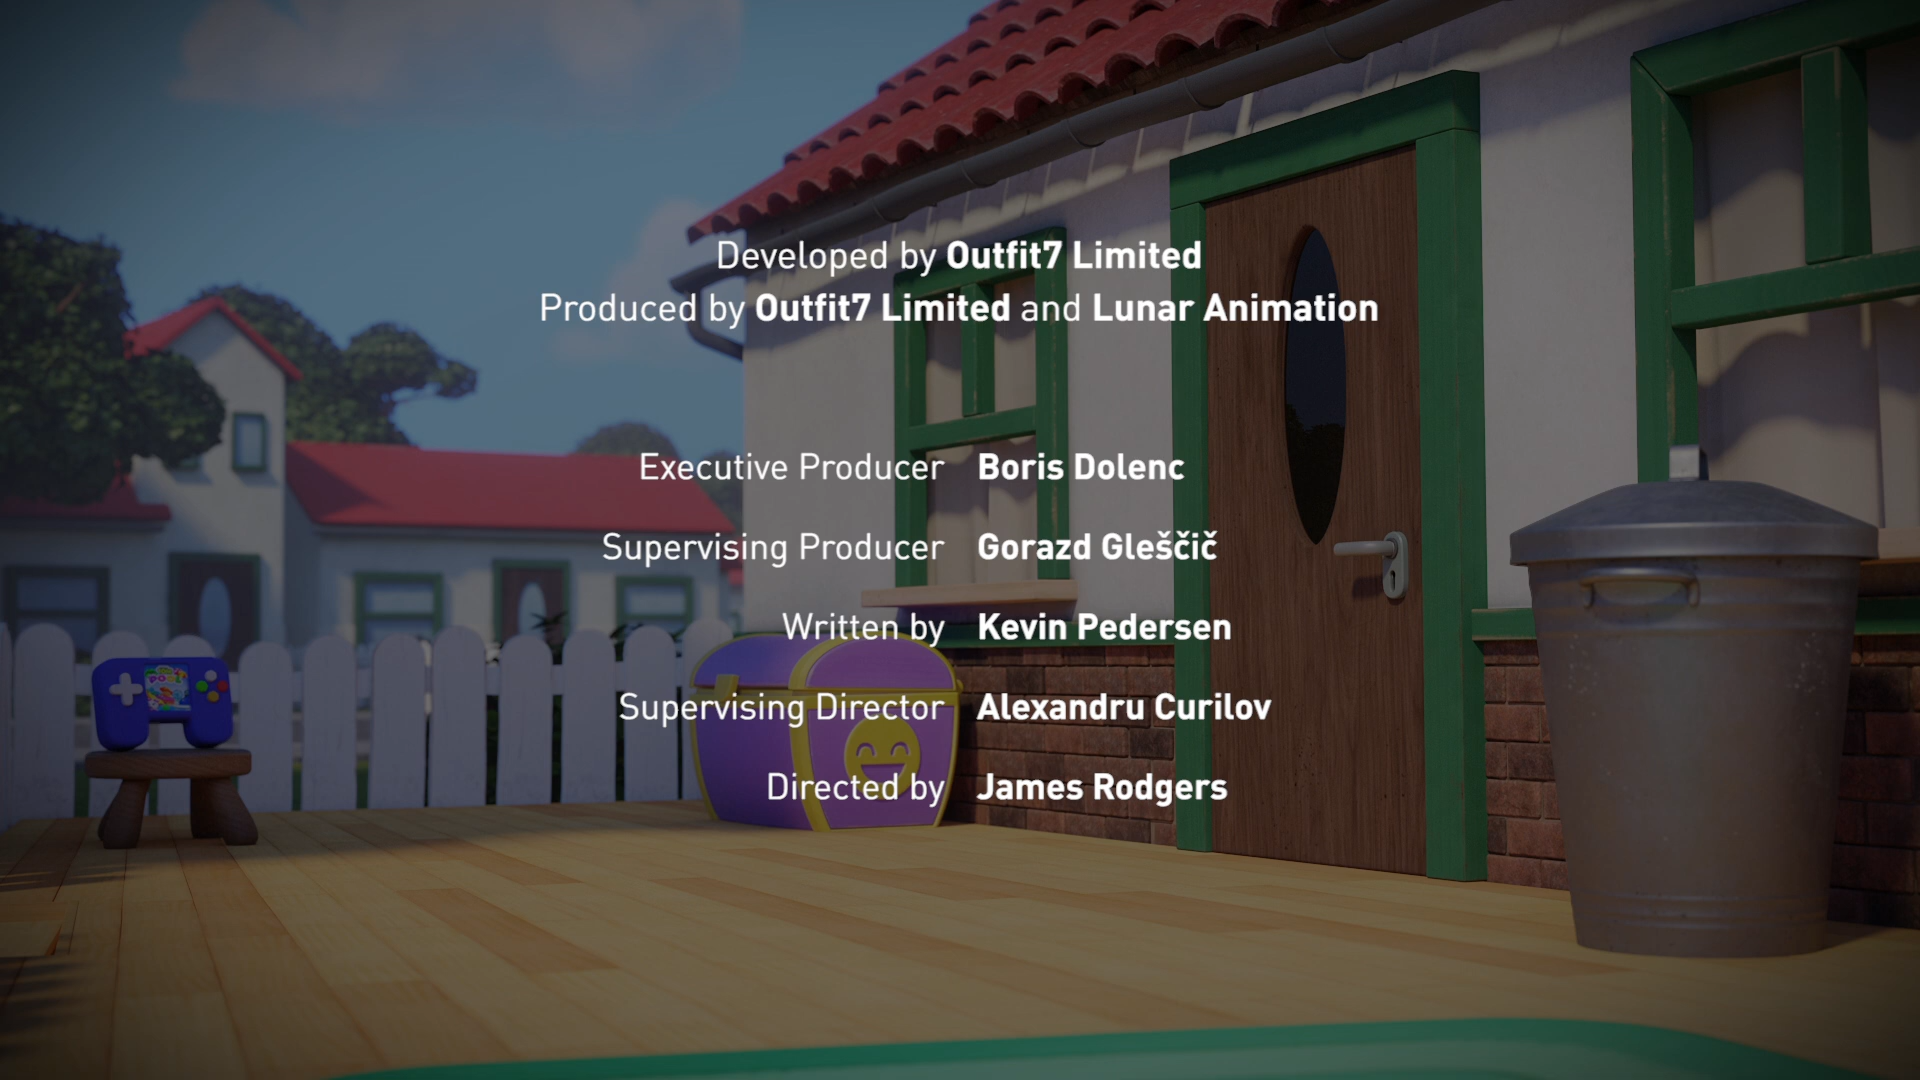 Developed by Outfit7 Limited
Produced by Outfit7 Limited and Lunar Animation
Executive Producer Boris Dolenc
Supervising Producer Gorazd Gleščič
Written by Kevin Pedersen
Supervising Director Alexandru Curilov
Directed by James Rodgers